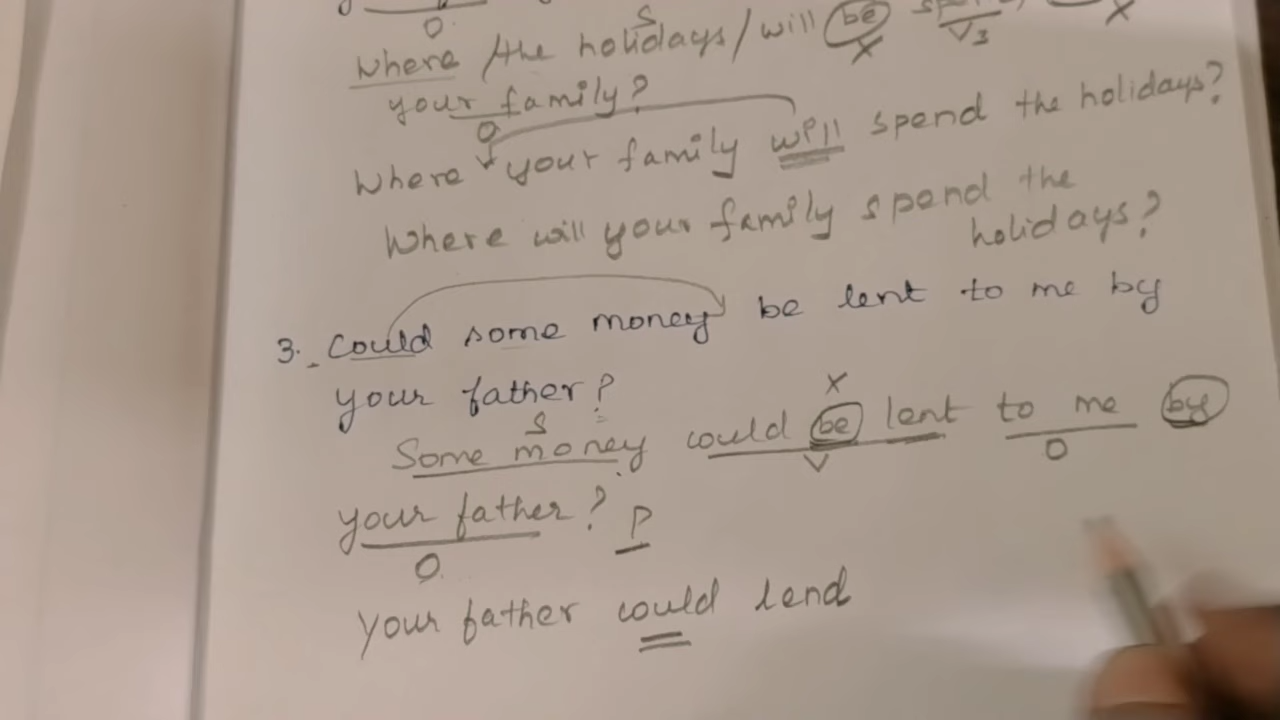 O
S
where / the holidays / will be
X V3 X
your family?
O
Where your family will spend the holidays?
Where will your family spend the
holidays?
3. Could some money be lent to me by
your father?
S X
Some money could be lent to me by
V O
your father? P
O
Your father could lend